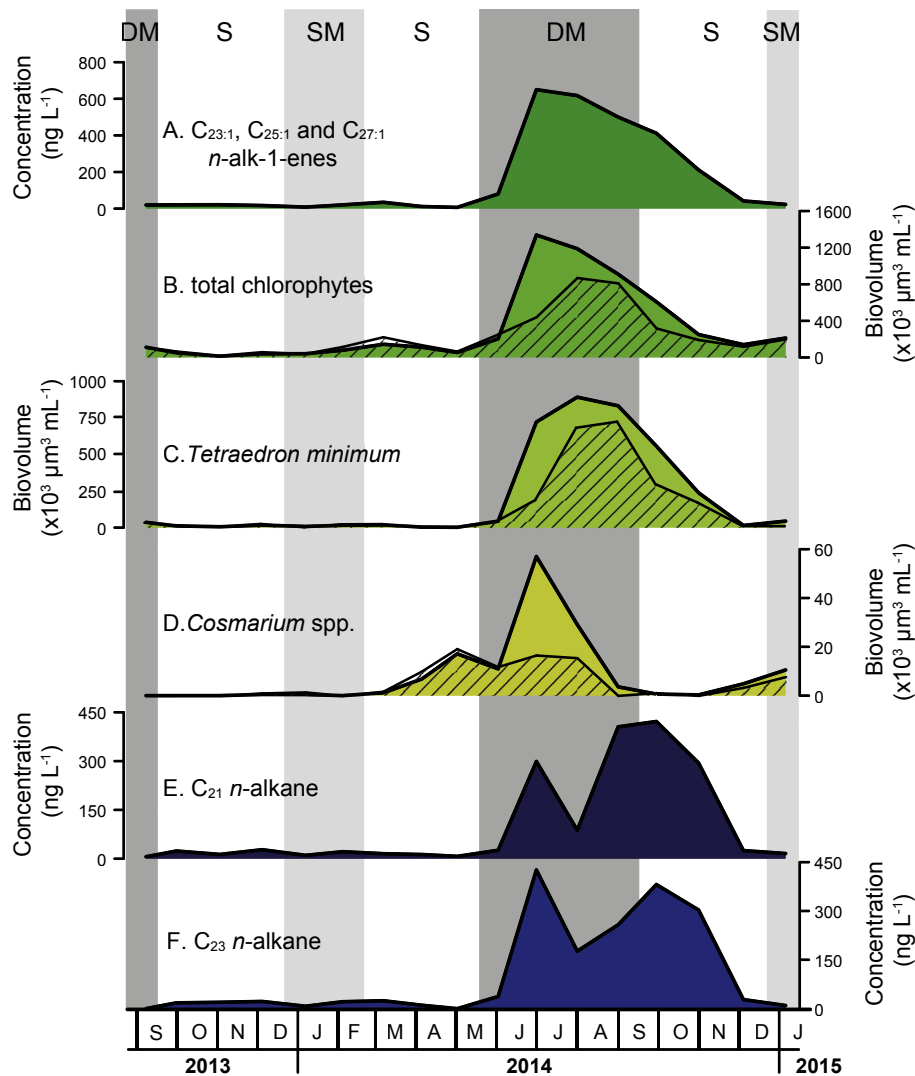 DM S SM S DM S SM
800
600
400
200
0
Concentration
(ng L⁻¹)
A. C₂₃:₁, C₂₅:₁ and C₂₇:₁
n-alk-1-enes
1600
1200
800
400
0
Biovolume
(x10³ µm³ mL⁻¹)
B. total chlorophytes
1000
750
500
250
0
Biovolume
(x10³ µm³ mL⁻¹)
C. Tetraedron minimum
60
40
20
0
Biovolume
(x10³ µm³ mL⁻¹)
D. Cosmarium spp.
450
300
150
0
Concentration
(ng L⁻¹)
E. C₂₁ n-alkane
450
300
150
0
Concentration
(ng L⁻¹)
F. C₂₃ n-alkane
S O N D J F M A M J J A S O N D J
2013 2014 2015